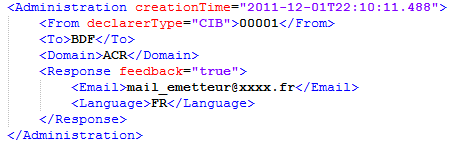 <Administration creationTime="2011-12-01T22:10:11.488">
<From declarerType="CIB">00001</From>
<To>BDF</To>
<Domain>ACR</Domain>
<Response feedback="true">
<Email>mail_emetteur@xxxx.fr</Email>
<Language>FR</Language>
</Response>
</Administration>